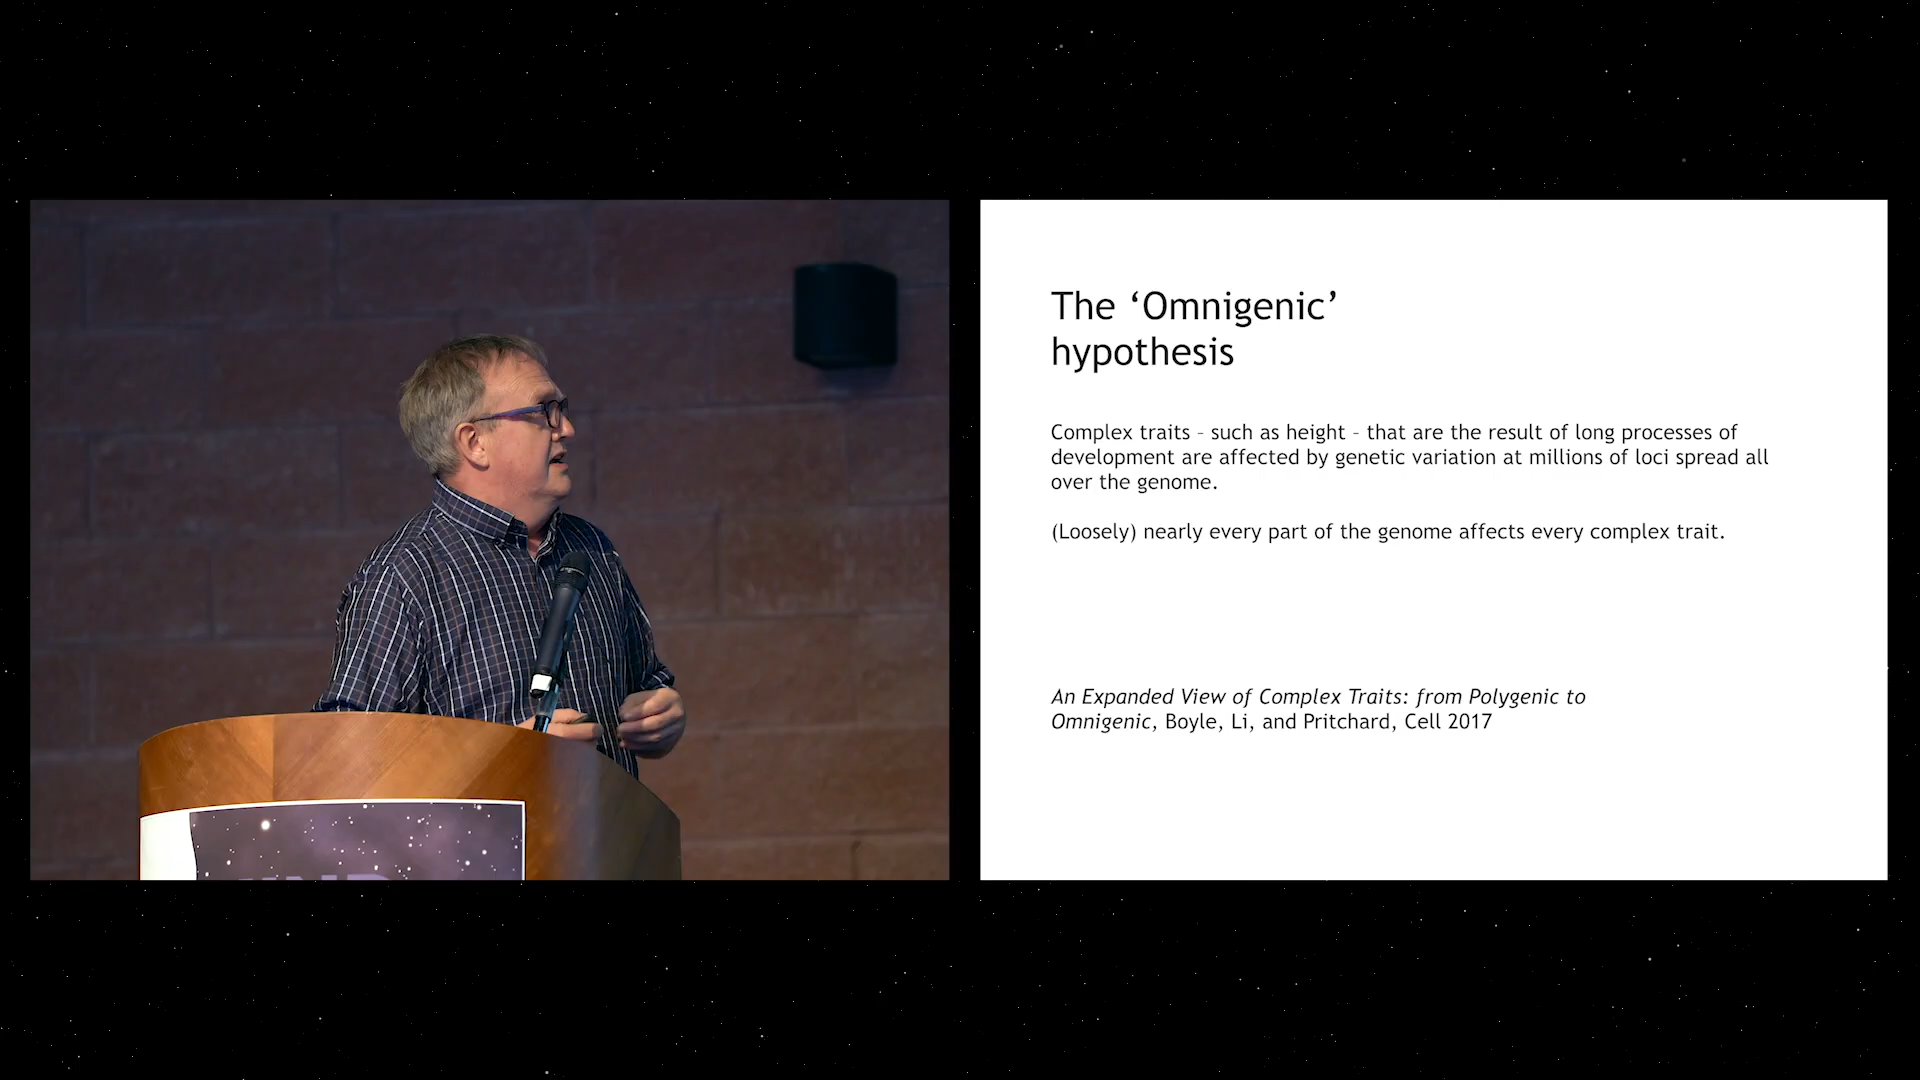 The ‘Omnigenic’
hypothesis
Complex traits – such as height – that are the result of long processes of
development are affected by genetic variation at millions of loci spread all
over the genome.
(Loosely) nearly every part of the genome affects every complex trait.
An Expanded View of Complex Traits: from Polygenic to
Omnigenic, Boyle, Li, and Pritchard, Cell 2017